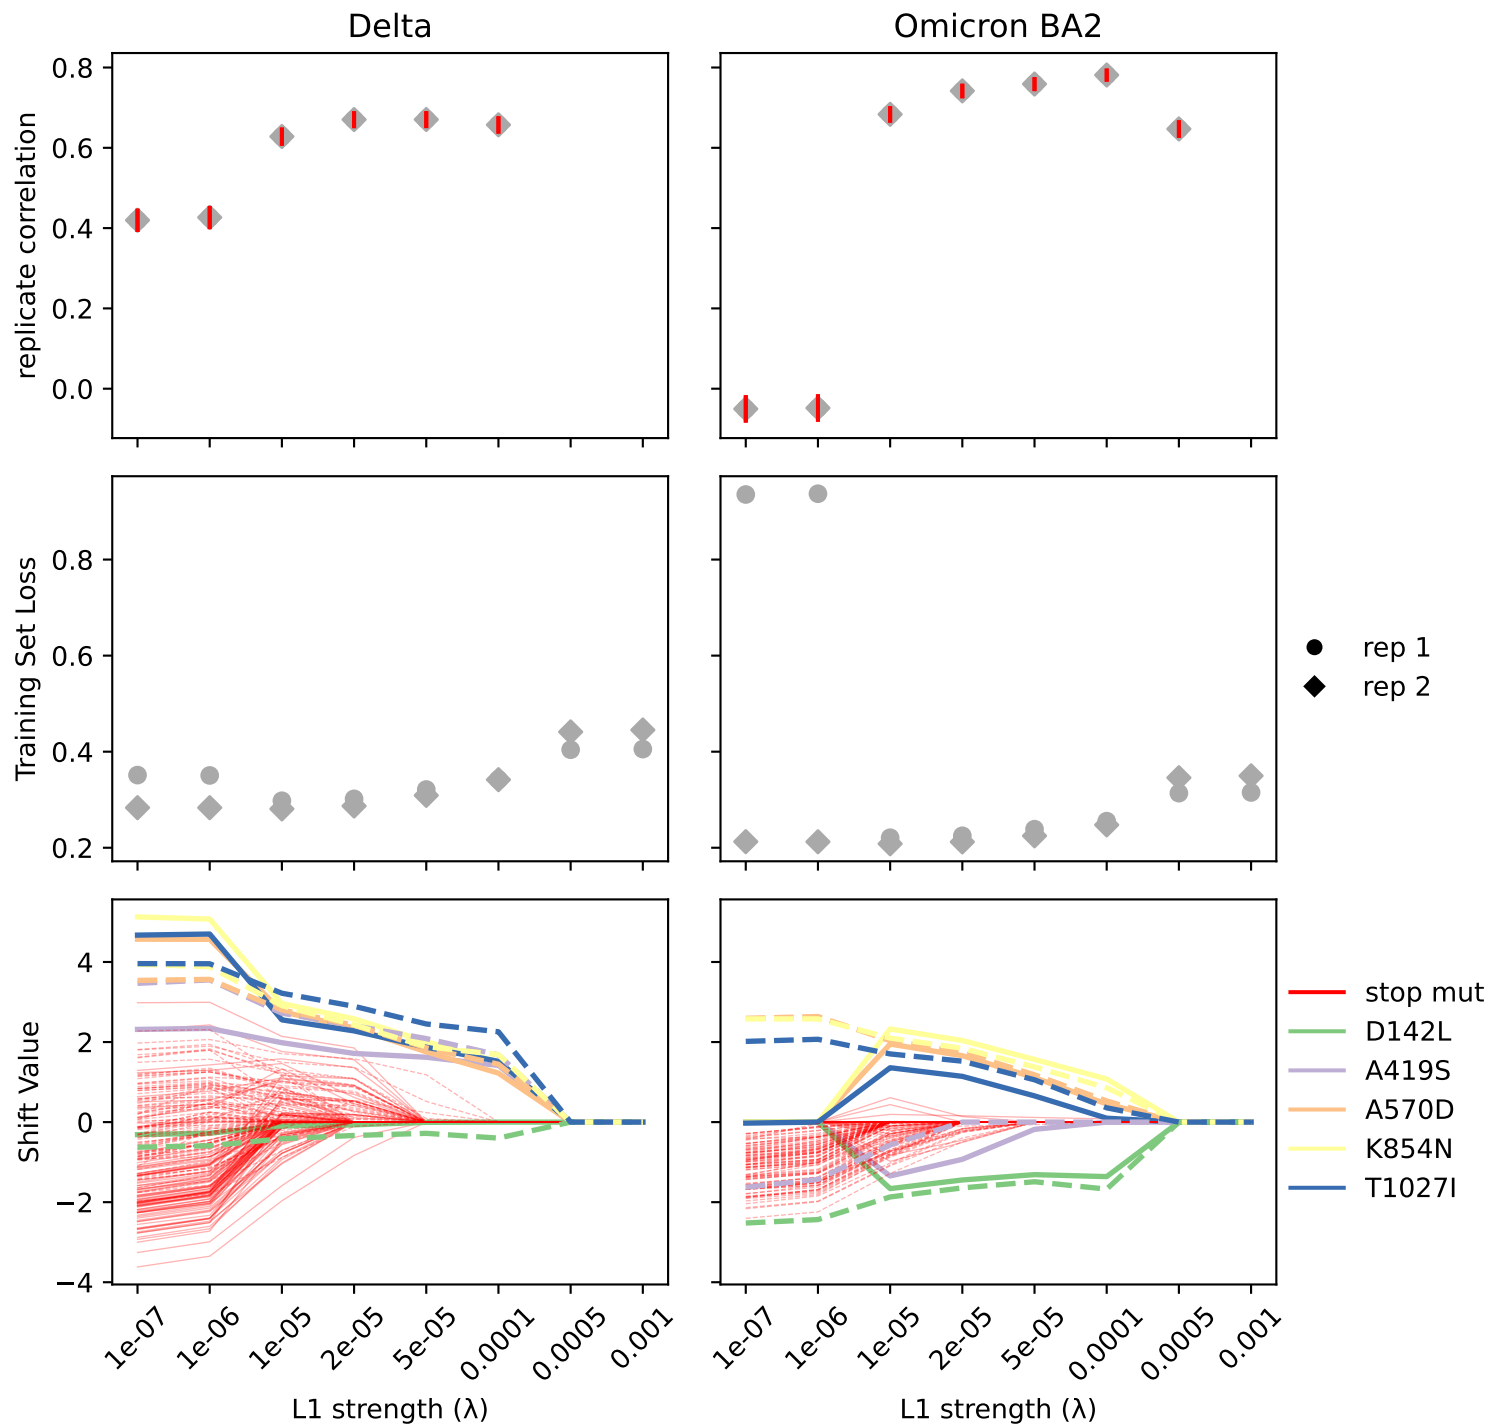 Delta
Omicron BA2
replicate correlation
0.8
0.6
0.4
0.2
0.0
Training Set Loss
0.8
0.6
0.4
0.2
rep 1
rep 2
Shift Value
4
2
0
−2
−4
stop mut
D142L
A419S
A570D
K854N
T1027I
1e-07 1e-06 1e-05 2e-05 5e-05 0.0001 0.0005 0.001
1e-07 1e-06 1e-05 2e-05 5e-05 0.0001 0.0005 0.001
L1 strength (λ)
L1 strength (λ)